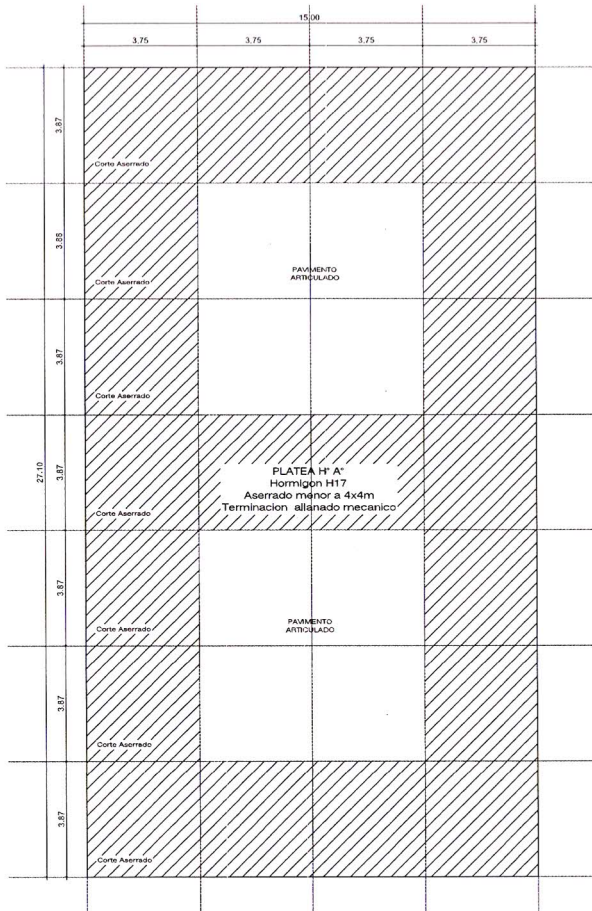 15.00
3.75 3.75 3.75 3.75
3.87
Corte Aserrado
3.88
PAVIMENTO
ARTICULADO
Corte Aserrado
3.87
Corte Aserrado
27.10
3.87
PLATEA H° A°
Hormigon H17
Aserrado menor a 4x4m
Terminacion allanado mecanico
Corte Aserrado
3.87
PAVIMENTO
ARTICULADO
Corte Aserrado
3.87
Corte Aserrado
3.87
Corte Aserrado